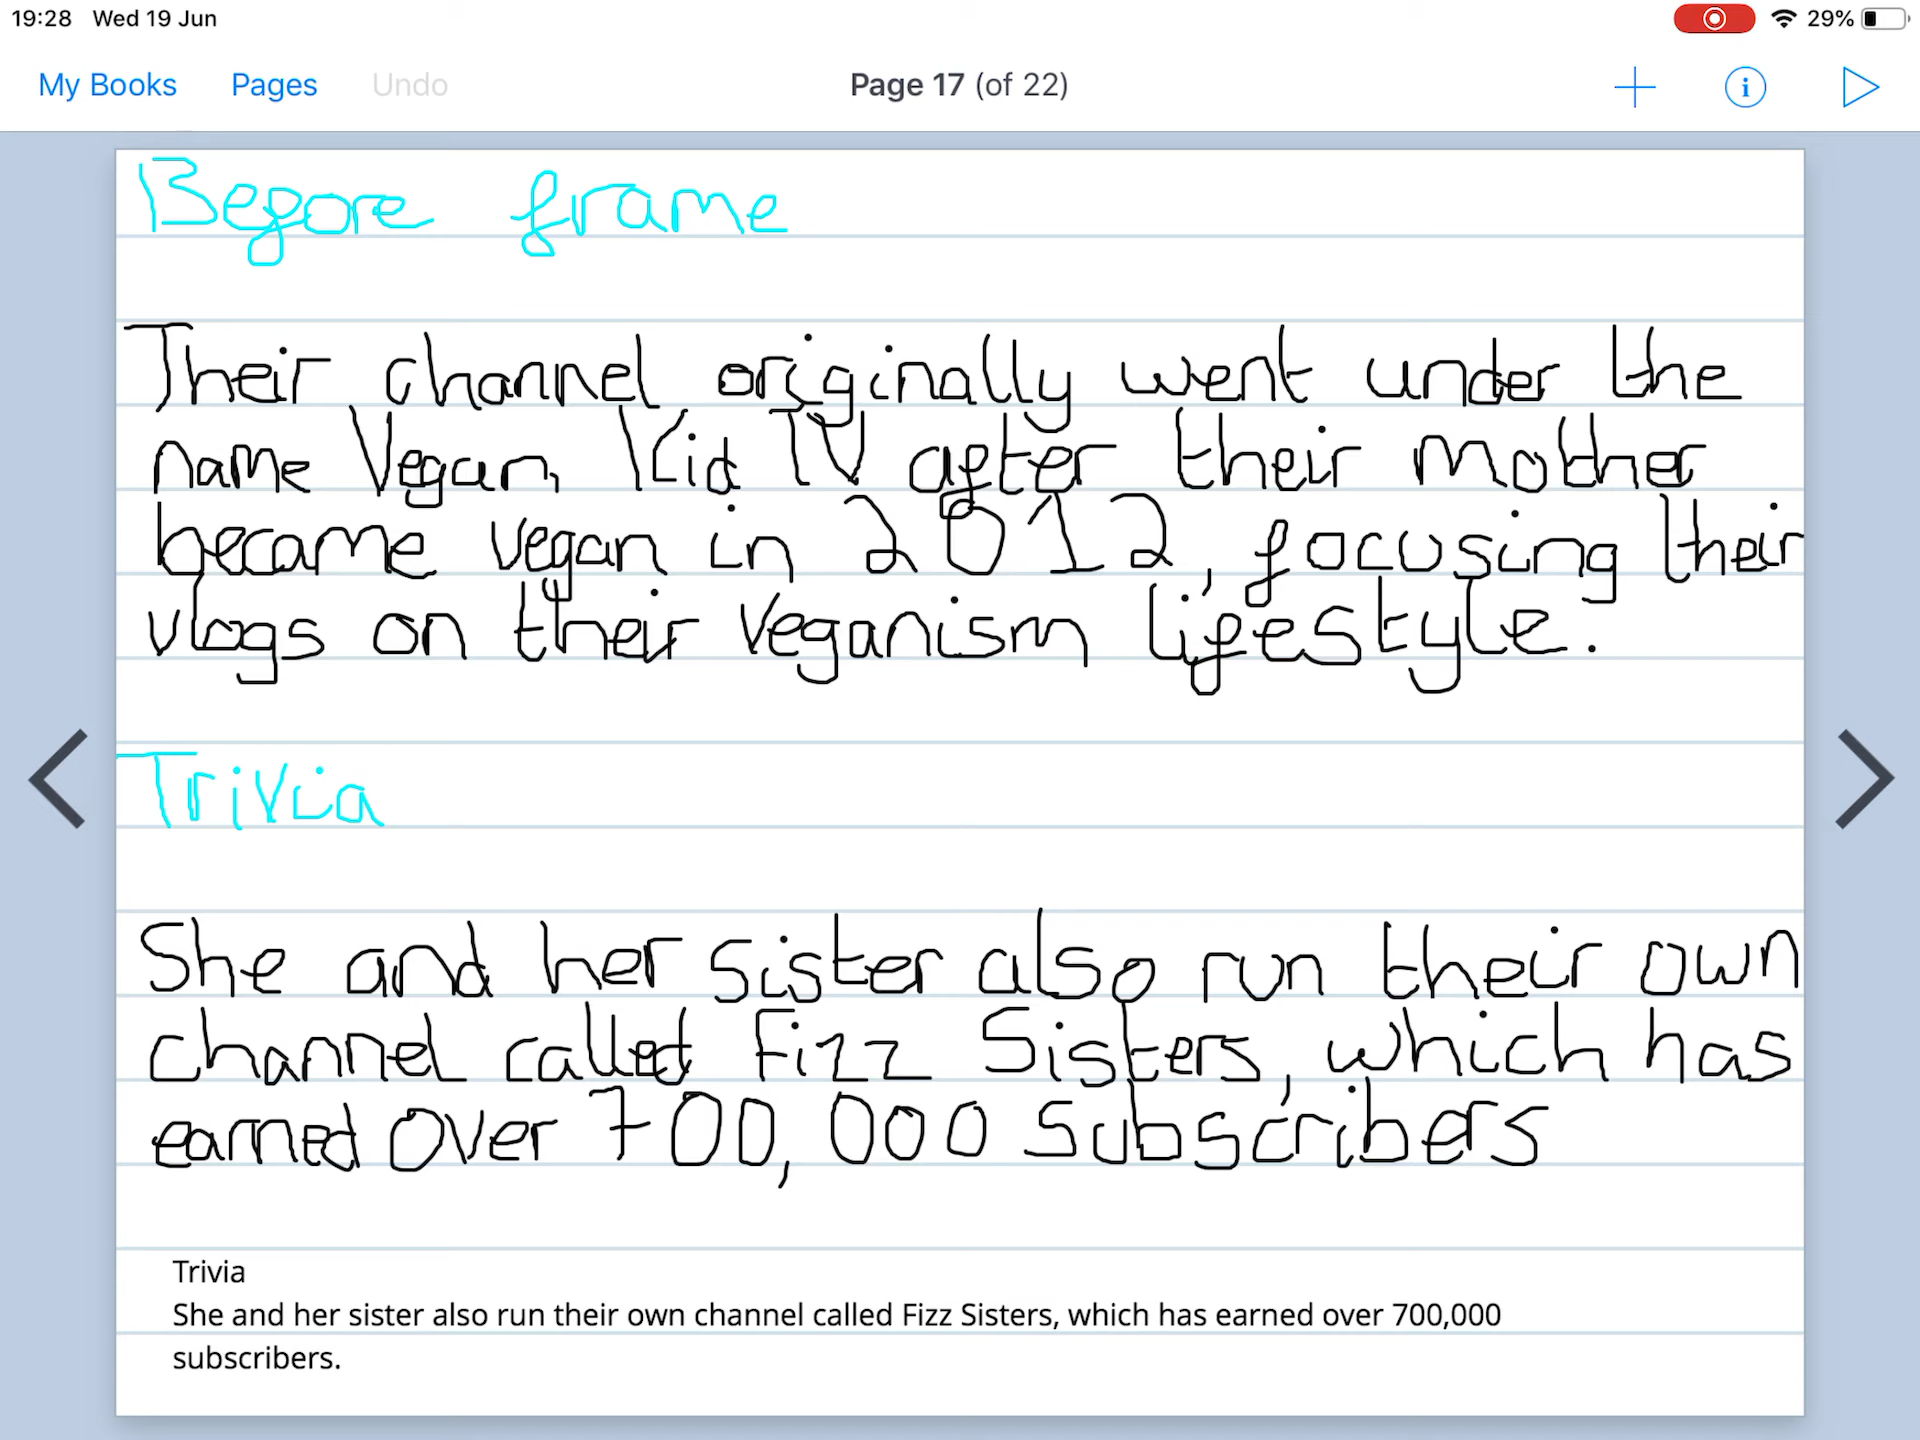 19:28 Wed 19 Jun 29%
My Books Pages Undo Page 17 (of 22)
Before frame
Their channel originally went under the
name Vegan Kid TV after their mother
became vegan in 2012, focusing their
vlogs on their veganism lifestyle.
Trivia
She and her sister also run their own
channel called Fizz Sisters, which has
earned over 700,000 subscribers
Trivia
She and her sister also run their own channel called Fizz Sisters, which has earned over 700,000
subscribers.